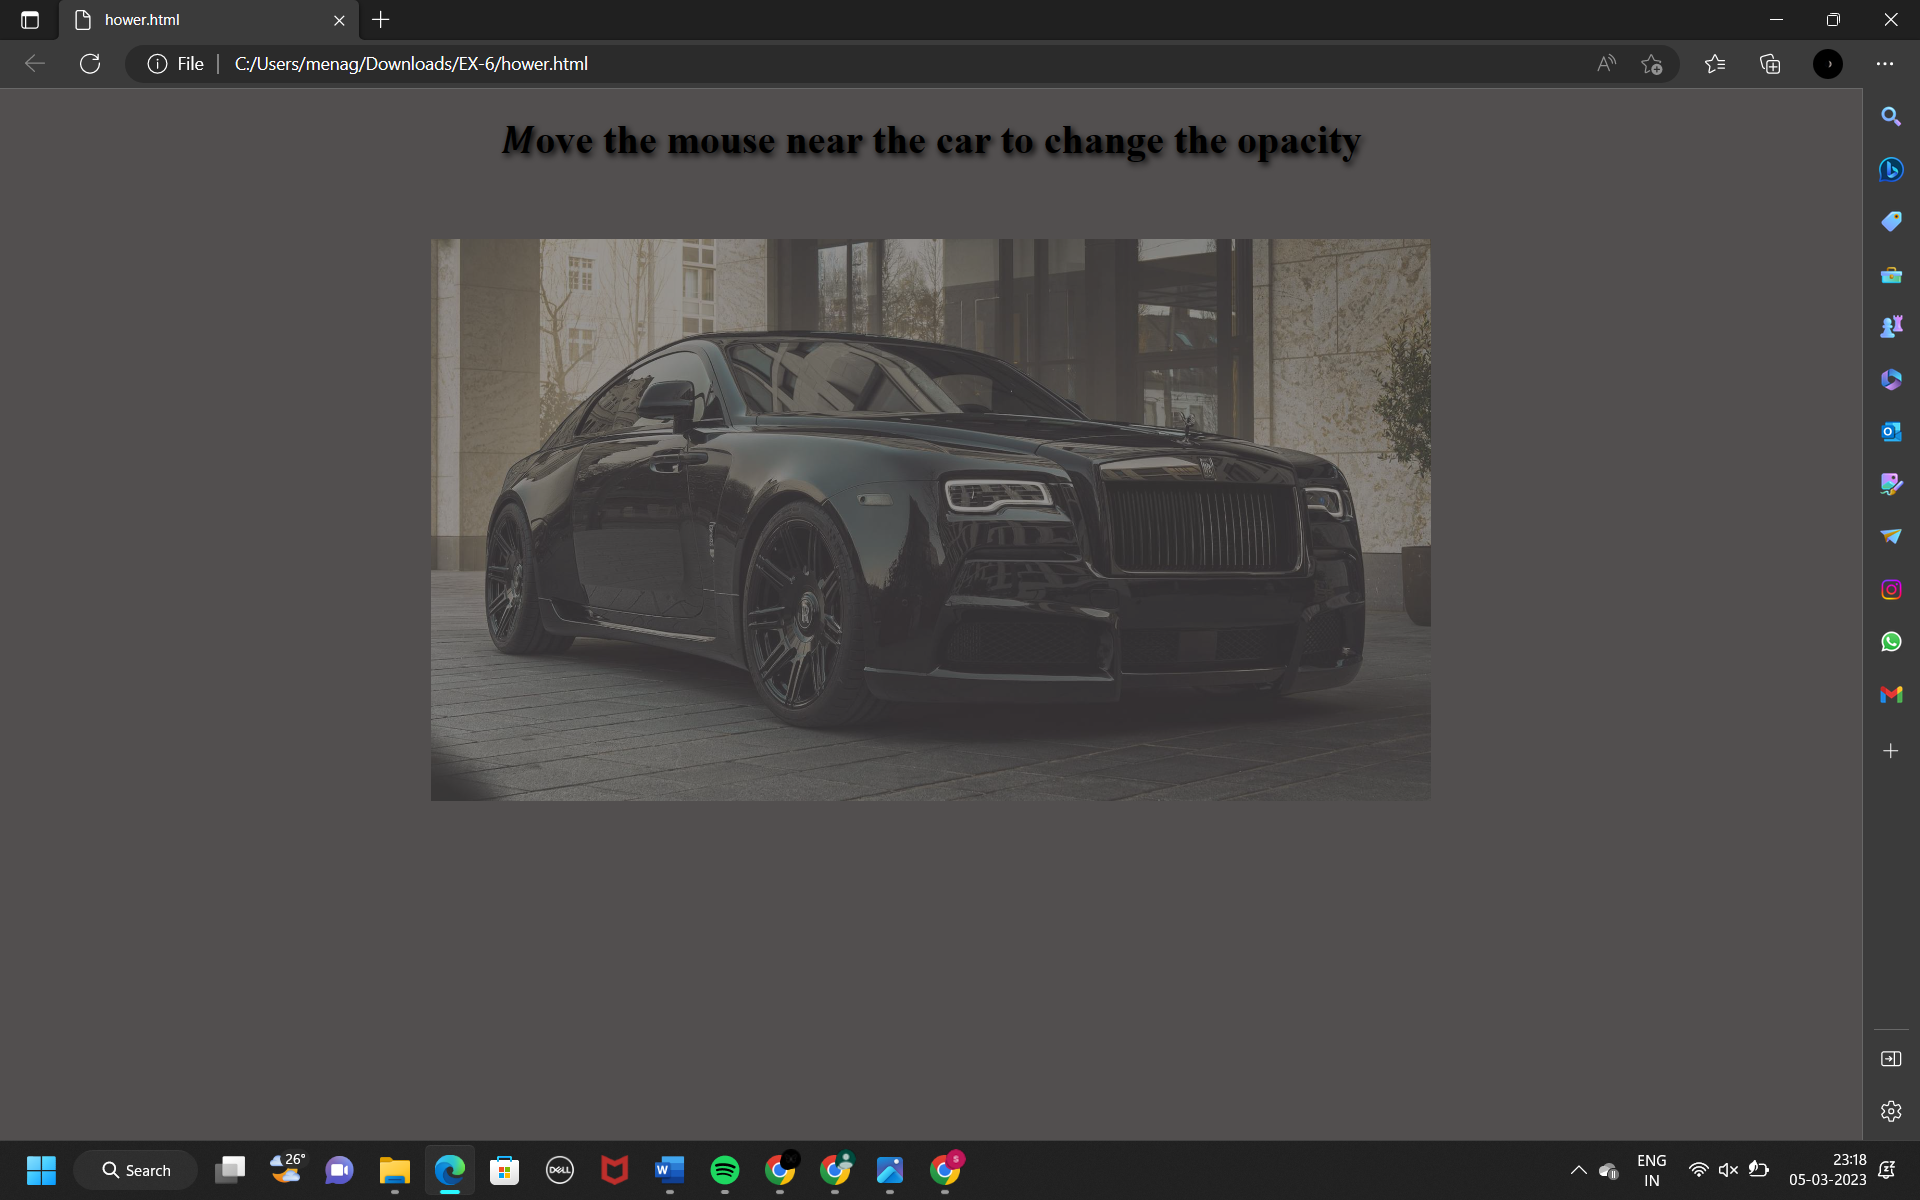 hower.html
File
C:/Users/menag/Downloads/EX-6/hower.html
Move the mouse near the car to change the opacity
Search
26°
DELL
W
S
ENG
IN
23:18
05-03-2023